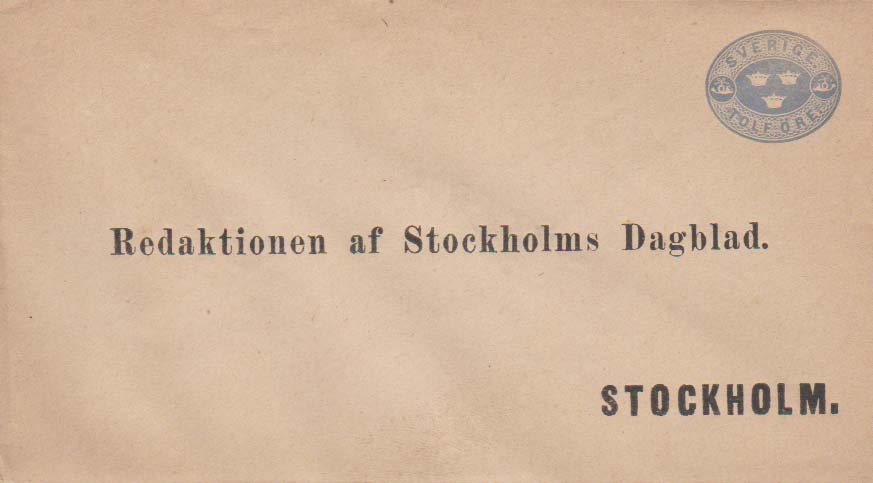 SVERIGE
TOLF ÖRE
Redaktionen af Stockholms Dagblad.
STOCKHOLM.